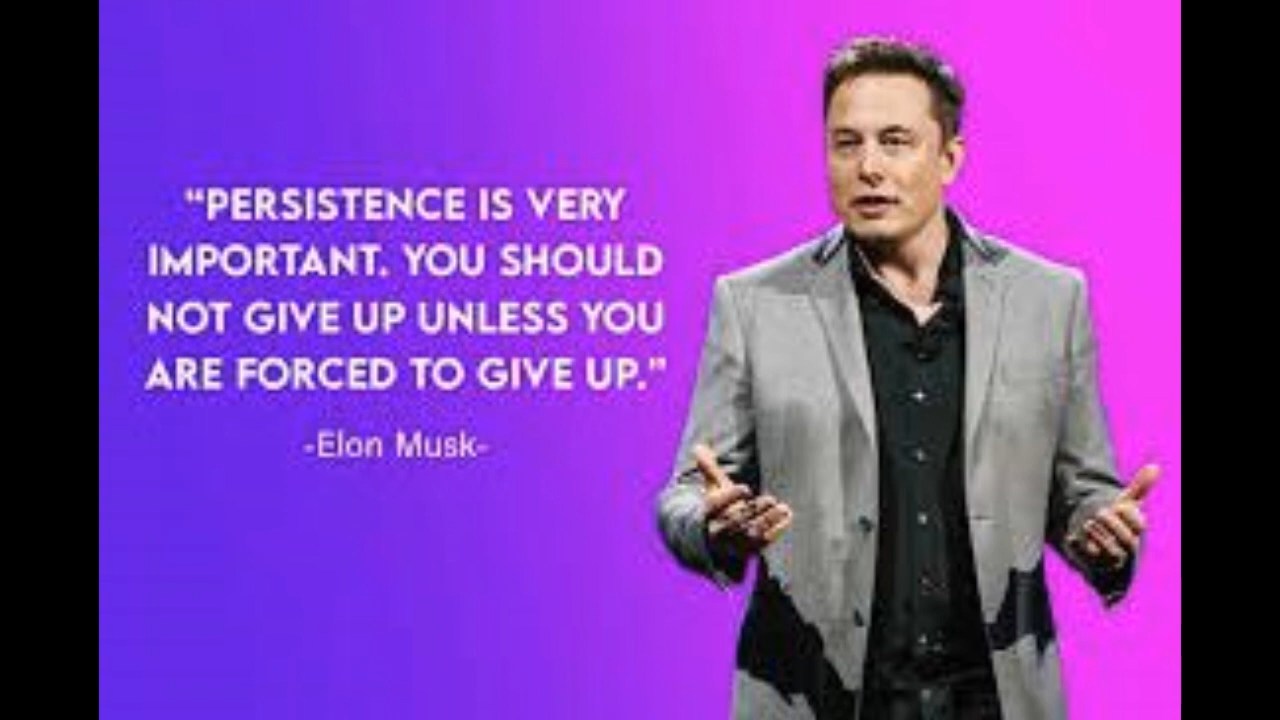 “PERSISTENCE IS VERY
IMPORTANT. YOU SHOULD
NOT GIVE UP UNLESS YOU
ARE FORCED TO GIVE UP.”
-Elon Musk-